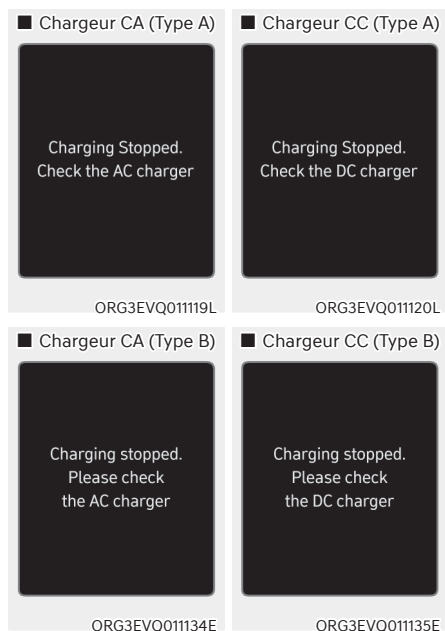 ■ Chargeur CA (Type A)
Charging Stopped.
Check the AC charger
ORG3EVQ011119L
■ Chargeur CC (Type A)
Charging Stopped.
Check the DC charger
ORG3EVQ011120L
■ Chargeur CA (Type B)
Charging stopped.
Please check
the AC charger
ORG3EVQ011134E
■ Chargeur CC (Type B)
Charging stopped.
Please check
the DC charger
ORG3EVQ011135E